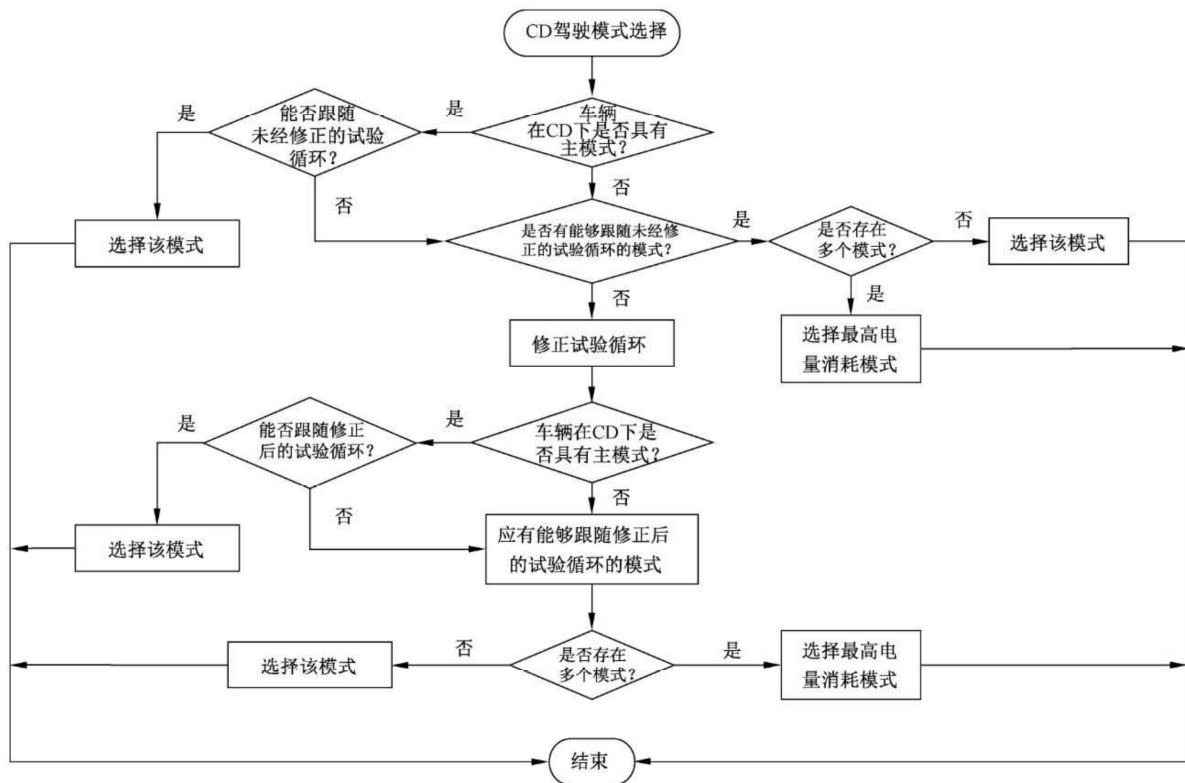 CD驾驶模式选择
车辆
在CD下是否具有
主模式?
是
能否跟随
未经修正的试验
循环?
是
否
否
选择该模式
是否有能够跟随未经修
正的试验循环的模式?
是
是否存在
多个模式?
否
选择该模式
是
选择最高电
量消耗模式
否
修正试验循环
车辆在CD下是
否具有主模式?
是
能否跟随修正
后的试验循环?
是
否
否
选择该模式
应有能够跟随修正后
的试验循环的模式
是否存在
多个模式?
否
选择该模式
是
选择最高电
量消耗模式
结束